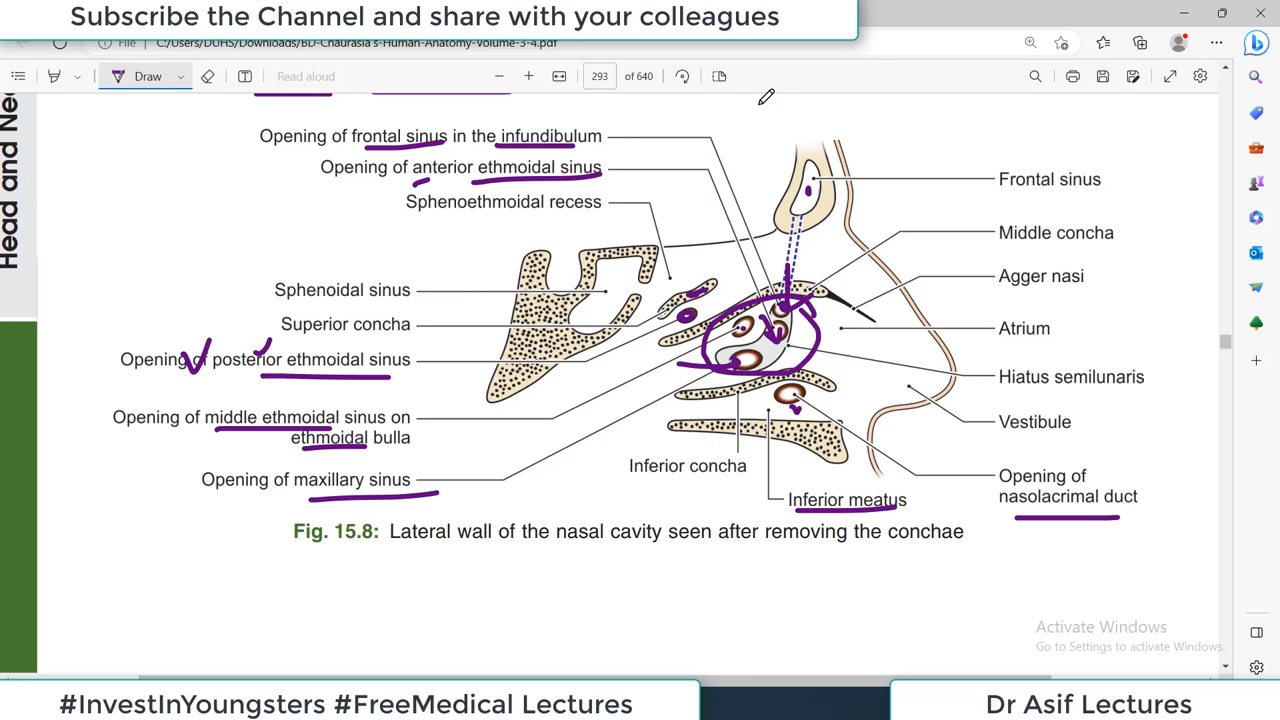 Subscribe the Channel and share with your colleagues
File C:/Users/DUHS/Downloads/BD-Chaurasia's-Human-Anatomy-Volume-3-4.pdf
Draw
Read aloud
293 of 640
Head and Nec
Opening of frontal sinus in the infundibulum
Opening of anterior ethmoidal sinus
Sphenoethmoidal recess
Sphenoidal sinus
Superior concha
Opening of posterior ethmoidal sinus
Opening of middle ethmoidal sinus on
ethmoidal bulla
Opening of maxillary sinus
Frontal sinus
Middle concha
Agger nasi
Atrium
Hiatus semilunaris
Vestibule
Inferior concha
Inferior meatus
Opening of
nasolacrimal duct
Fig. 15.8: Lateral wall of the nasal cavity seen after removing the conchae
Activate Windows
Go to Settings to activate Windows.
#InvestInYoungsters #FreeMedical Lectures
Dr Asif Lectures